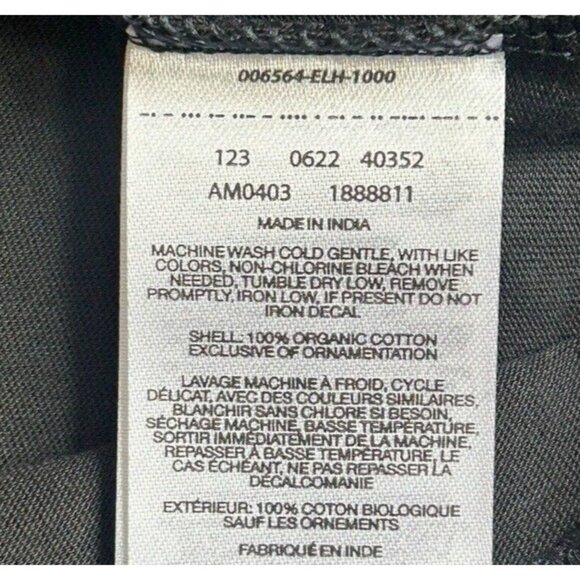 006564-ELH-1000
123 0622 40352
AM0403 1888811
MADE IN INDIA
MACHINE WASH COLD GENTLE, WITH LIKE
COLORS, NON-CHLORINE BLEACH WHEN
NEEDED, TUMBLE DRY LOW, REMOVE
PROMPTLY, IRON LOW, IF PRESENT DO NOT
IRON DECAL
SHELL: 100% ORGANIC COTTON
EXCLUSIVE OF ORNAMENTATION
LAVAGE MACHINE À FROID, CYCLE
DÉLICAT, AVEC DES COULEURS SIMILAIRES,
BLANCHIR SANS CHLORE SI BESOIN,
SÉCHAGE MACHINE, BASSE TEMPÉRATURE,
SORTIR IMMÉDIATEMENT DE LA MACHINE,
REPASSER À BASSE TEMPÉRATURE, LE
CAS ÉCHÉANT, NE PAS REPASSER LA
DÉCALCOMANIE
EXTÉRIEUR: 100% COTON BIOLOGIQUE
SAUF LES ORNEMENTS
FABRIQUÉ EN INDE